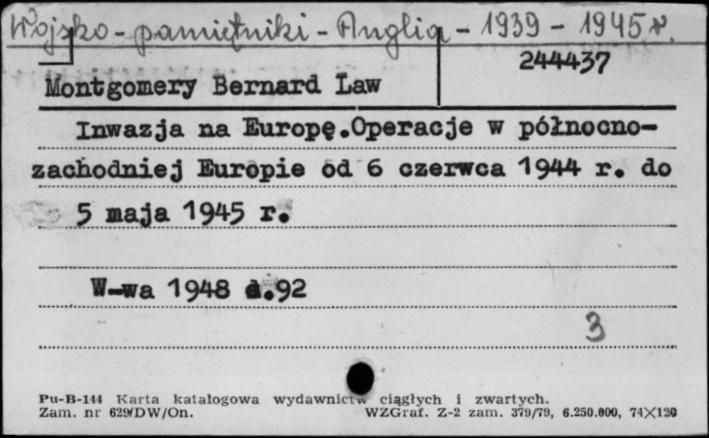 Wojsko - pamiętniki - Anglia - 1939 - 1945 r.
244437
Montgomery Bernard Law
Inwazja na Europę.Operacje w północno-
zachodniej Europie od 6 czerwca 1944 r. do
5 maja 1945 r.
W-wa 1948 s.92
3
Pu-B-144 Karta katalogowa wydawnictw ciągłych i zwartych.
Zam. nr 629/DW/On. WZGraf. Z-2 zam. 379/79, 6.250.000, 74X120